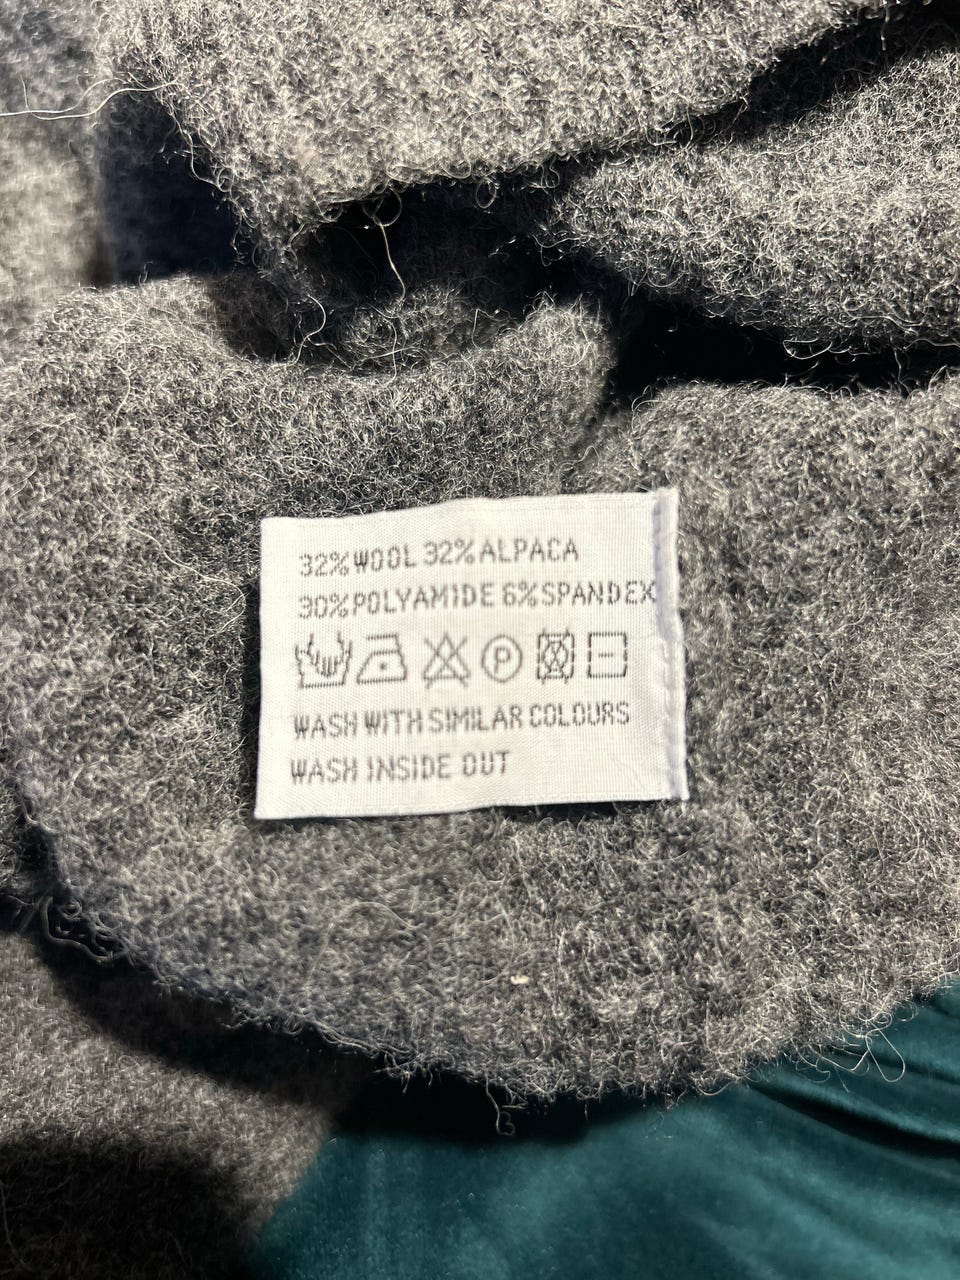 32%WOOL 32%ALPACA
30%POLYAMIDE 6%SPANDEX
P
WASH WITH SIMILAR COLOURS
WASH INSIDE OUT